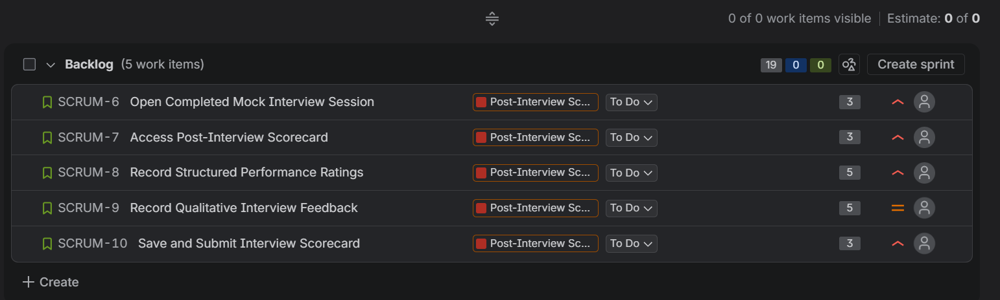 0 of 0 work items visible Estimate: 0 of 0
Backlog (5 work items) 19 0 0 Create sprint
SCRUM-6 Open Completed Mock Interview Session Post-Interview Sc... To Do 3
SCRUM-7 Access Post-Interview Scorecard Post-Interview Sc... To Do 3
SCRUM-8 Record Structured Performance Ratings Post-Interview Sc... To Do 5
SCRUM-9 Record Qualitative Interview Feedback Post-Interview Sc... To Do 5
SCRUM-10 Save and Submit Interview Scorecard Post-Interview Sc... To Do 3
Create